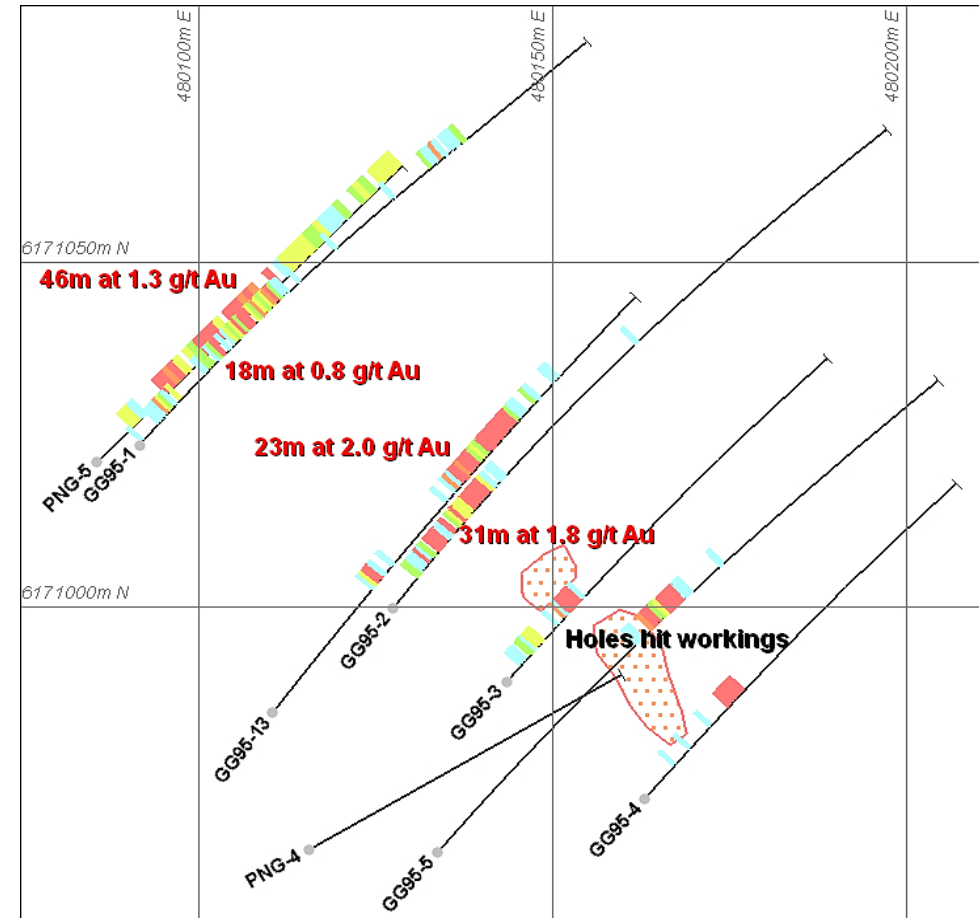 480100m E
480150m E
480200m E
6171050m N
46m at 1.3 g/t Au
18m at 0.8 g/t Au
23m at 2.0 g/t Au
PNG-5
GG95-1
31m at 1.8 g/t Au
6171000m N
Holes hit workings
GG95-2
GG95-3
GG95-13
GG95-4
PNG-4
GG95-5